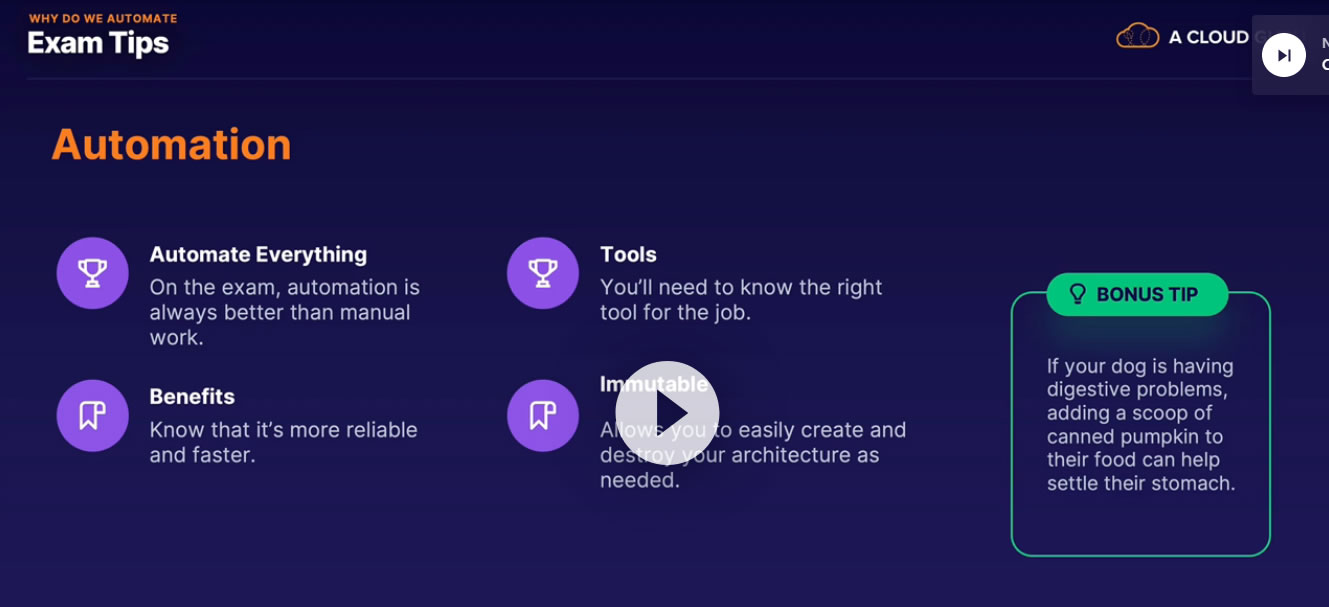 WHY DO WE AUTOMATE
Exam Tips
A CLOUD
Automation
Automate Everything
On the exam, automation is
always better than manual
work.
Tools
You'll need to know the right
tool for the job.
Benefits
Know that it's more reliable
and faster.
Immutable
Allows you to easily create and
destroy your architecture as
needed.
BONUS TIP
If your dog is having
digestive problems,
adding a scoop of
canned pumpkin to
their food can help
settle their stomach.